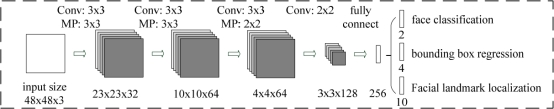 Conv: 3x3
MP: 3x3
Conv: 3x3
MP: 3x3
Conv: 3x3
MP: 2x2
Conv: 2x2
fully
connect
face classification
2
bounding box regression
4
Facial landmark localization
10
input size
48x48x3
23x23x32
10x10x64
4x4x64
3x3x128
256